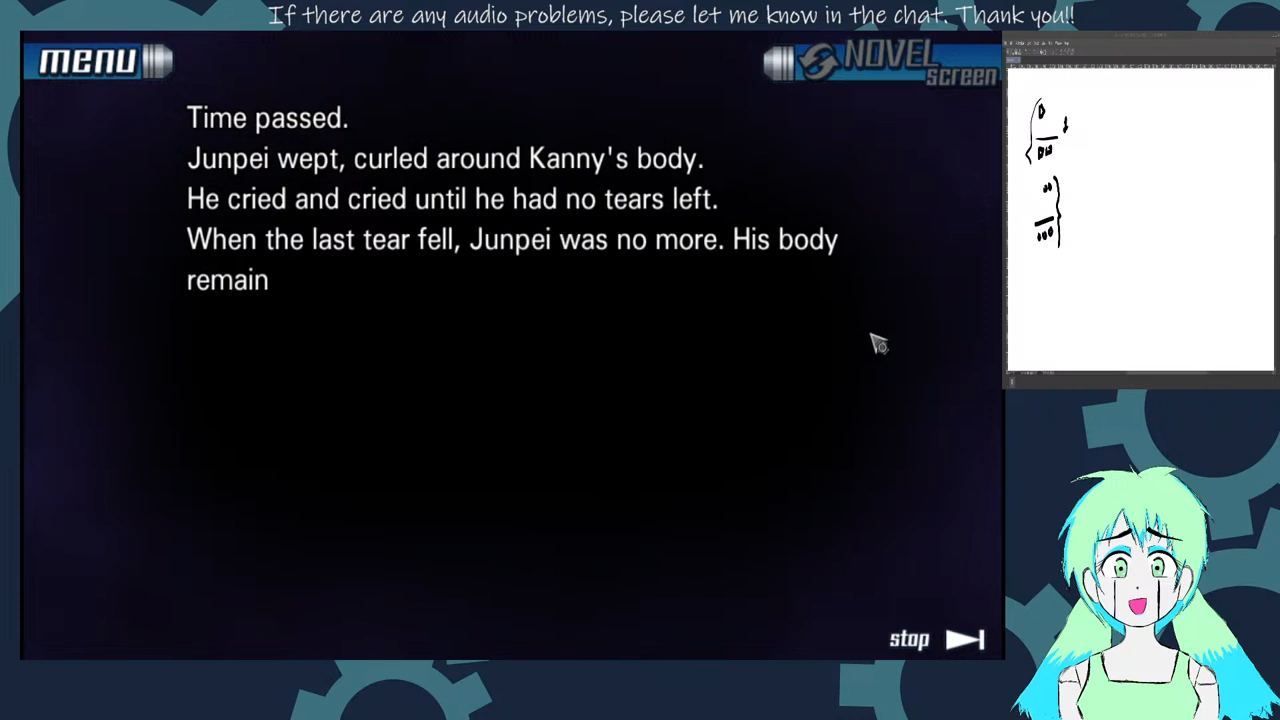 If there are any audio problems, please let me know in the chat. Thank you!!
menu
NOVEL
screen
Time passed.
Junpei wept, curled around Kanny's body.
He cried and cried until he had no tears left.
When the last tear fell, Junpei was no more. His body
remain
stop